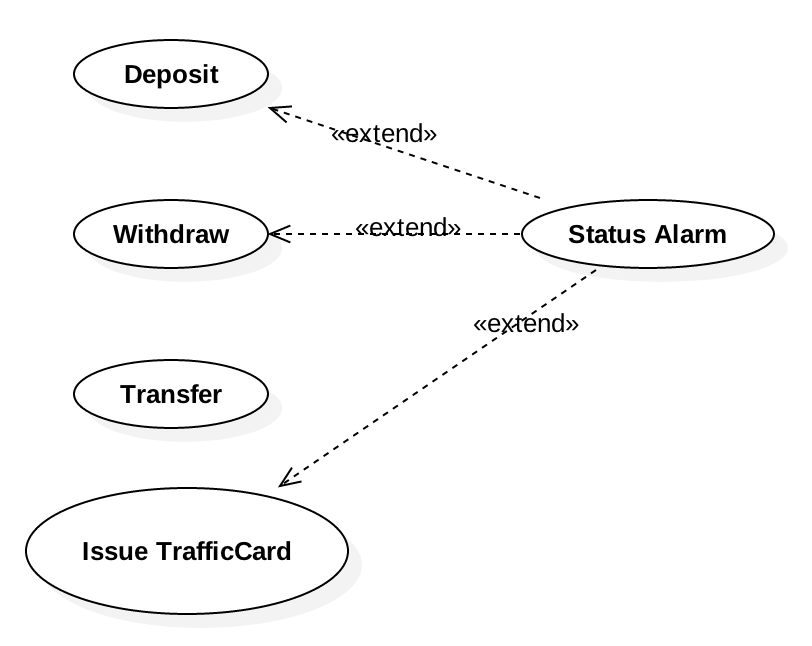 Deposit
«extend»
Withdraw
«extend»
Status Alarm
«extend»
Transfer
Issue TrafficCard